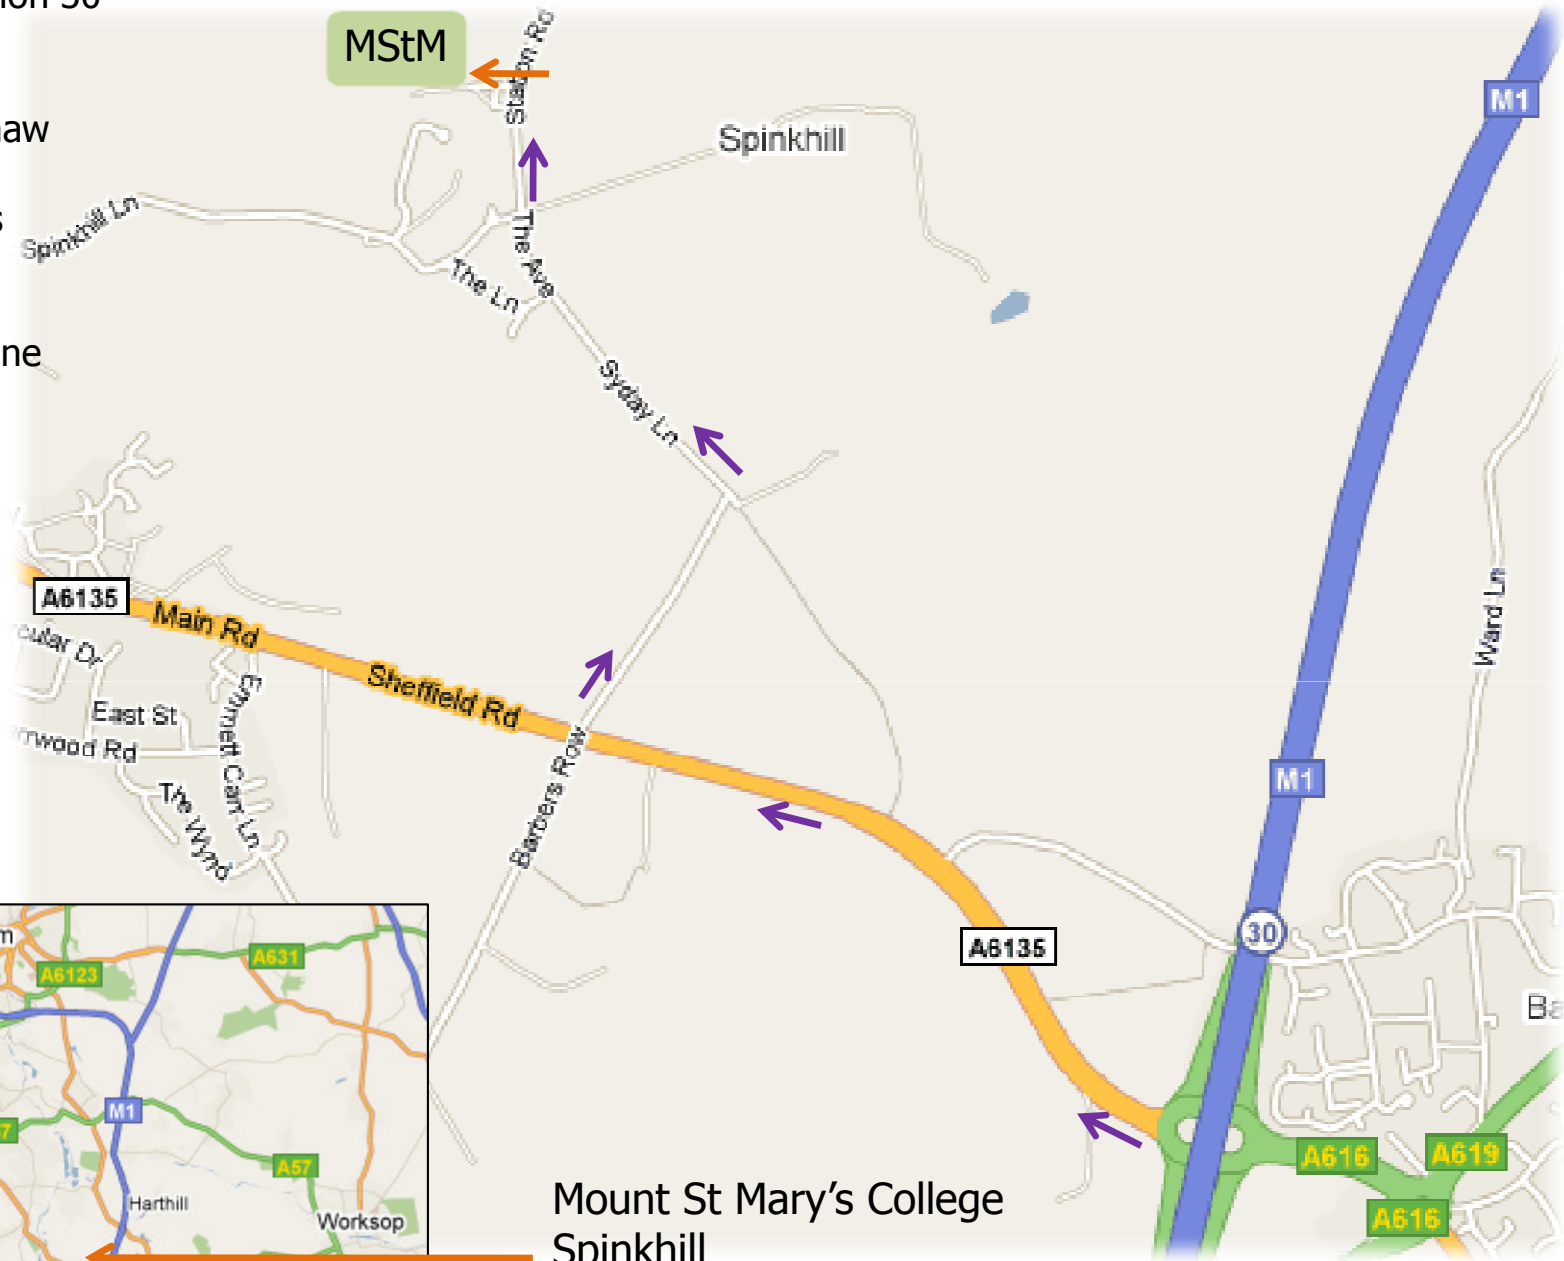 30
MStM
Station Rd
M1
Spinkhill
Spinkhill Ln
The Ave
The Ln
Syday Ln
A6135
Main Rd
Sheffield Rd
Ward Ln
East St
Emmett Carr Ln
The Wynd
Barbers Row
M1
30
A6135
A631
A6123
M1
A57
Harthill
Worksop
A616
A619
A616
Mount St Mary’s College
Spinkhill